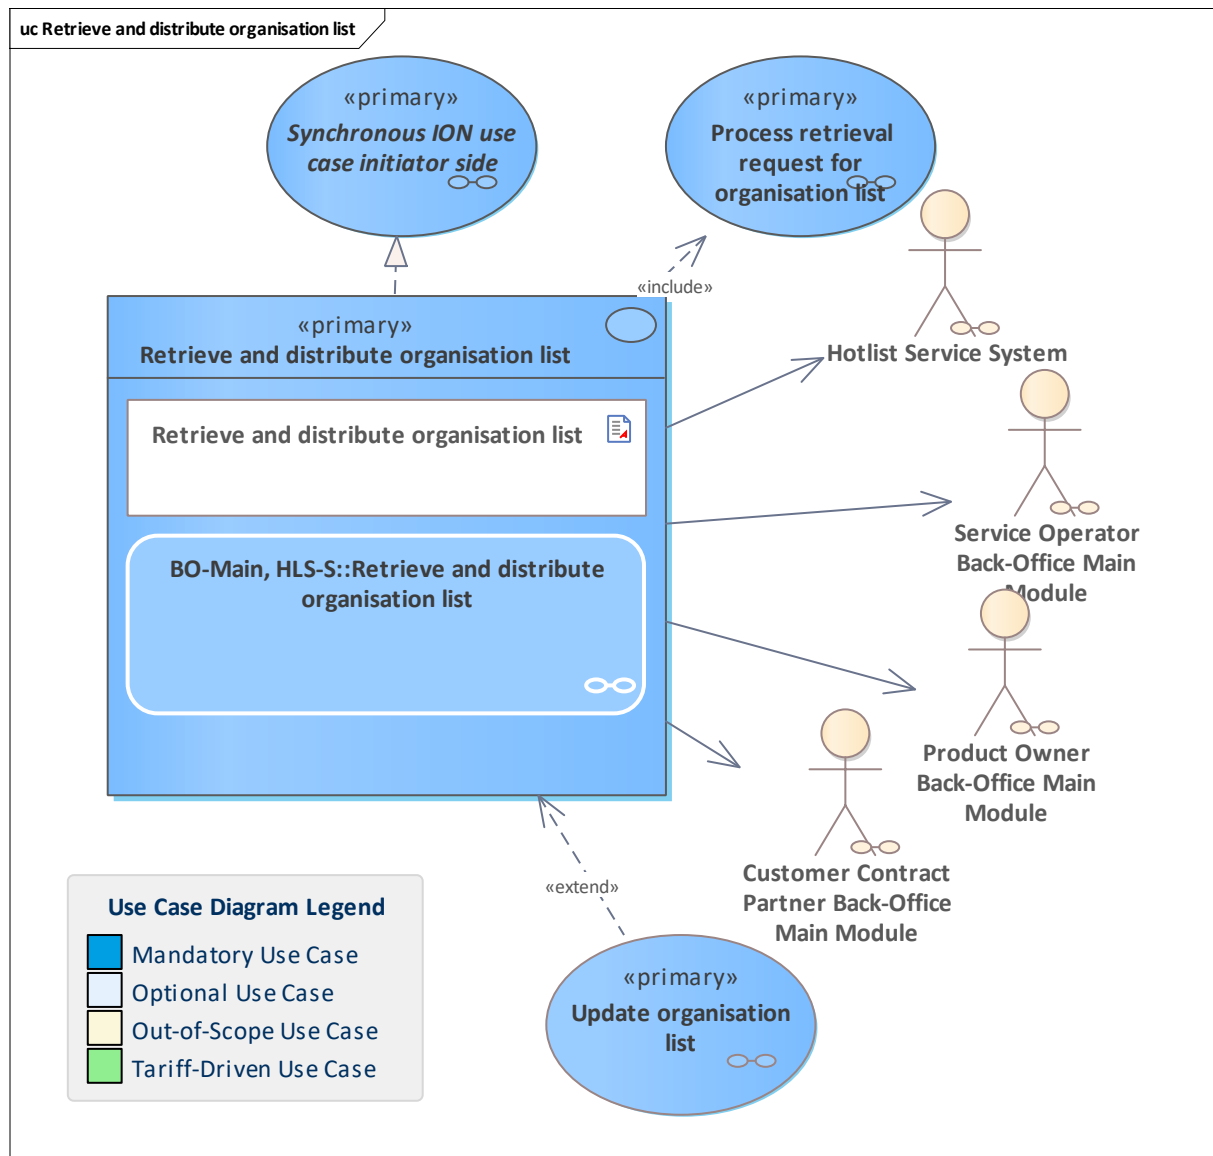 uc Retrieve and distribute organisation list
«primary»
Synchronous ION use
case initiator side
«primary»
Process retrieval
request for
organisation list
«include»
«primary»
Retrieve and distribute organisation list
Retrieve and distribute organisation list
BO-Main, HLS-S::Retrieve and distribute
organisation list
Hotlist Service System
Service Operator
Back-Office Main
Module
Product Owner
Back-Office Main
Module
Customer Contract
Partner Back-Office
Main Module
«extend»
«primary»
Update organisation
list
Use Case Diagram Legend
Mandatory Use Case
Optional Use Case
Out-of-Scope Use Case
Tariff-Driven Use Case